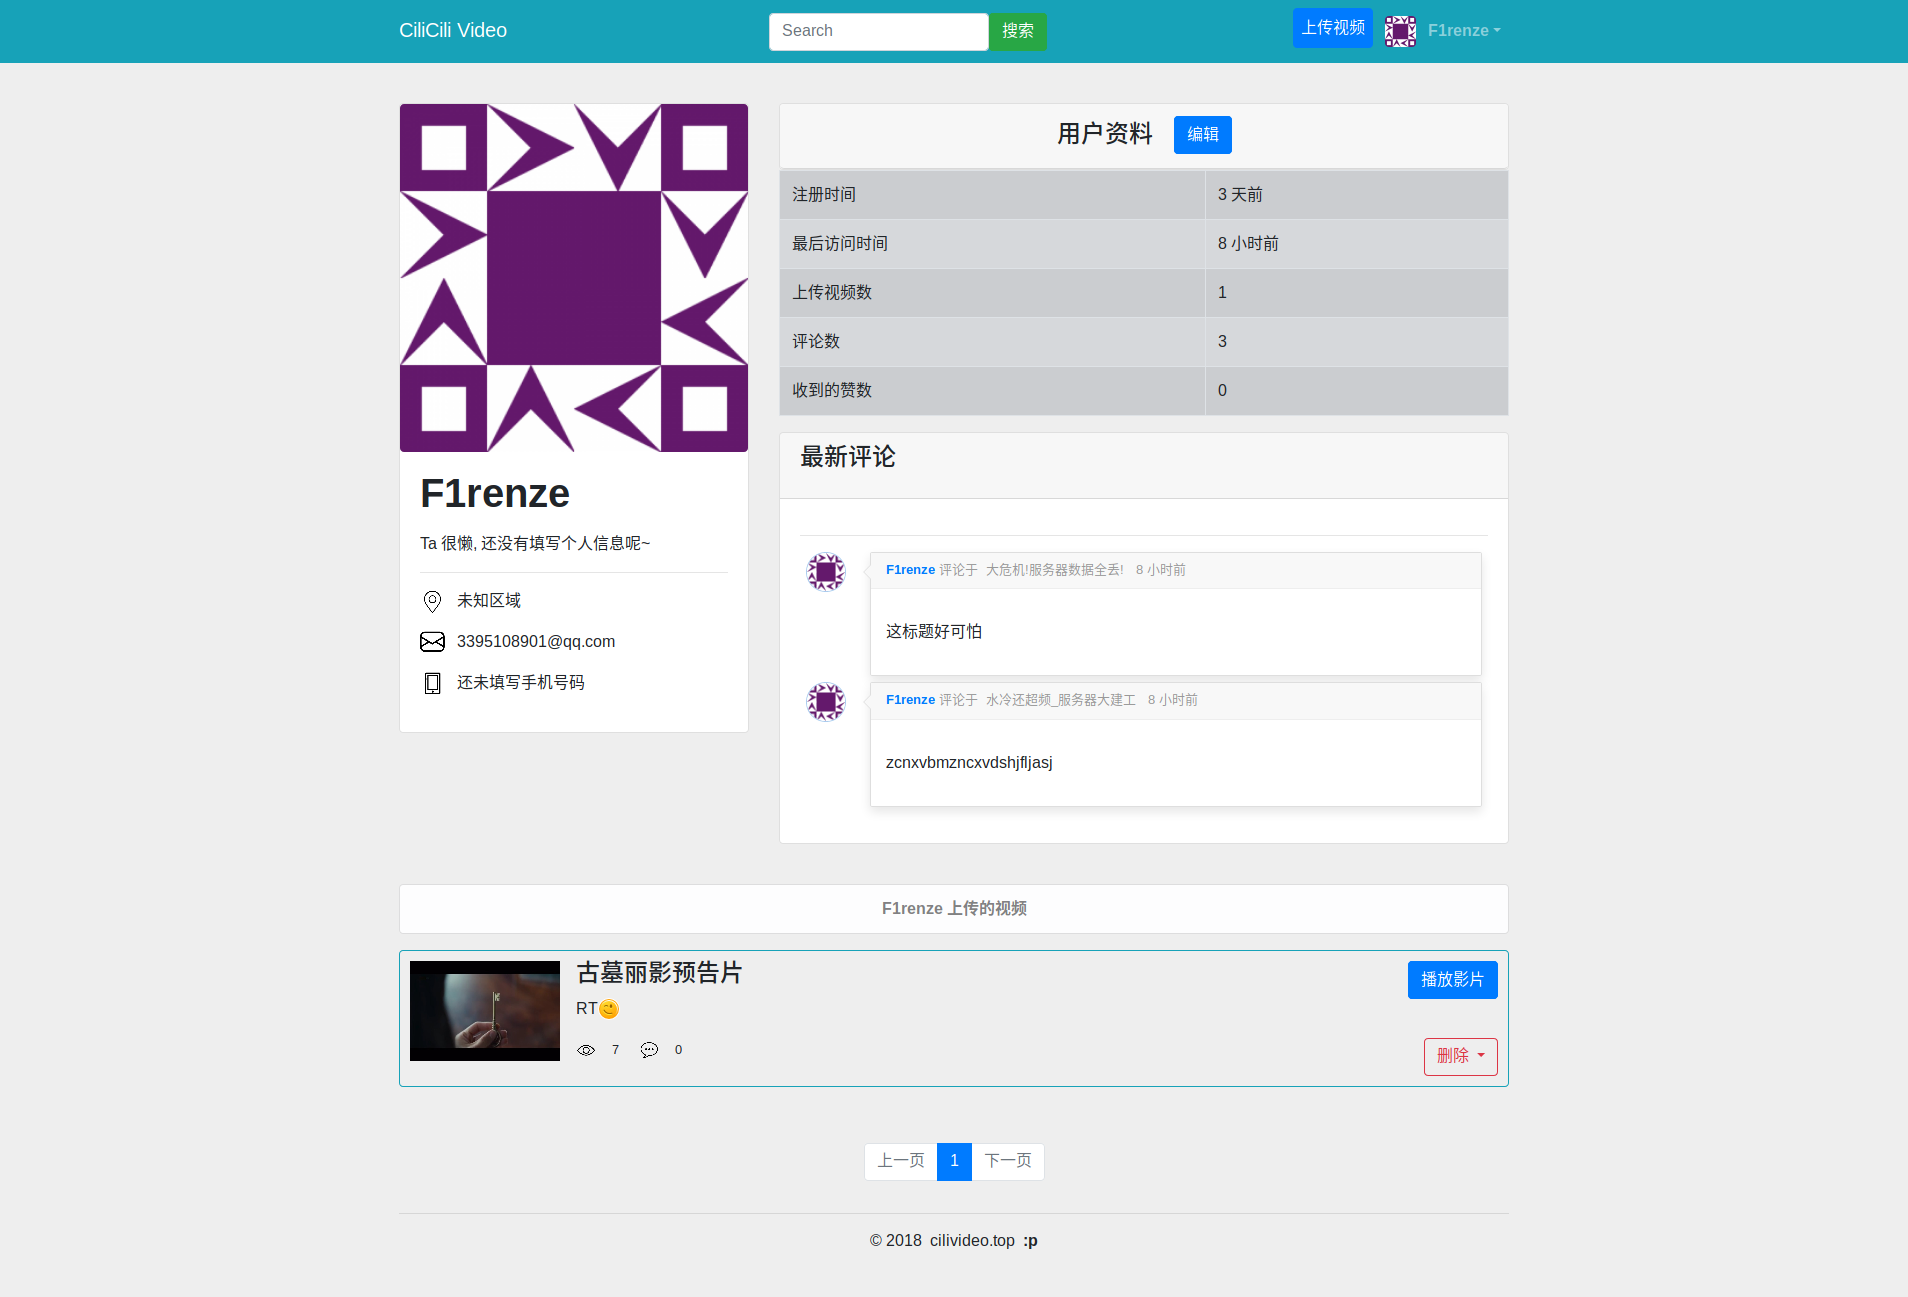 CiliCili Video
Search
搜索
上传视频
F1renze
用户资料
编辑
注册时间
3 天前
最后访问时间
8 小时前
上传视频数
1
评论数
3
收到的赞数
0
F1renze
Ta 很懒, 还没有填写个人信息呢~
未知区域
3395108901@qq.com
还未填写手机号码
最新评论
F1renze 评论于 大危机!服务器数据全丢! 8 小时前
这标题好可怕
F1renze 评论于 水冷还超频_服务器大建工 8 小时前
zcnxvbmzncxvdshjfljasj
F1renze 上传的视频
古墓丽影预告片
播放影片
RT😉
7 0
删除
上一页 1 下一页
© 2018 cilivideo.top :p